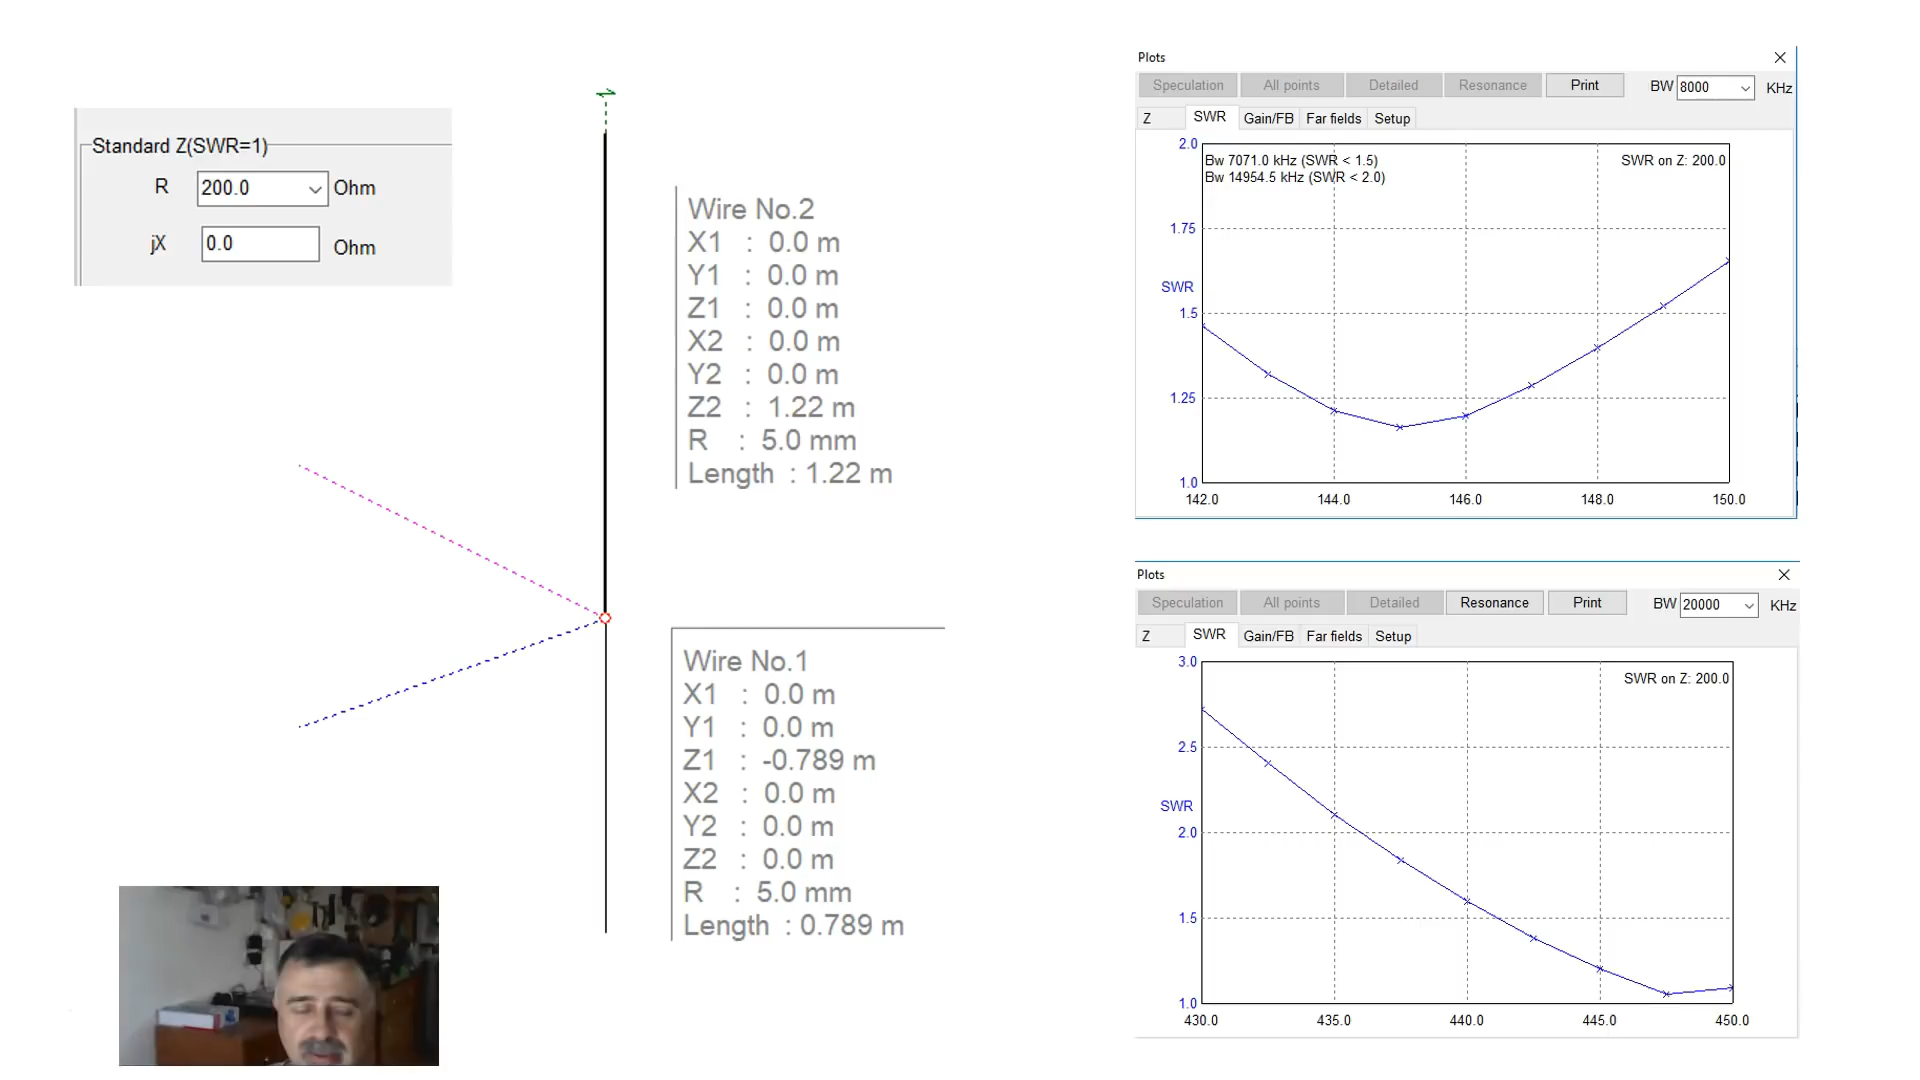 Standard Z(SWR=1)
R 200.0 Ohm
jX 0.0 Ohm
Wire No.2
X1 : 0.0 m
Y1 : 0.0 m
Z1 : 0.0 m
X2 : 0.0 m
Y2 : 0.0 m
Z2 : 1.22 m
R : 5.0 mm
Length : 1.22 m
Wire No.1
X1 : 0.0 m
Y1 : 0.0 m
Z1 : -0.789 m
X2 : 0.0 m
Y2 : 0.0 m
Z2 : 0.0 m
R : 5.0 mm
Length : 0.789 m
Plots
Speculation All points Detailed Resonance Print BW 8000 KHz
Z SWR Gain/FB Far fields Setup
2.0
Bw 7071.0 kHz (SWR < 1.5) SWR on Z: 200.0
Bw 14954.5 kHz (SWR < 2.0)
1.75
SWR
1.5
1.25
1.0
142.0 144.0 146.0 148.0 150.0
Plots
Speculation All points Detailed Resonance Print BW 20000 KHz
Z SWR Gain/FB Far fields Setup
3.0
SWR on Z: 200.0
2.5
SWR
2.0
1.5
1.0
430.0 435.0 440.0 445.0 450.0